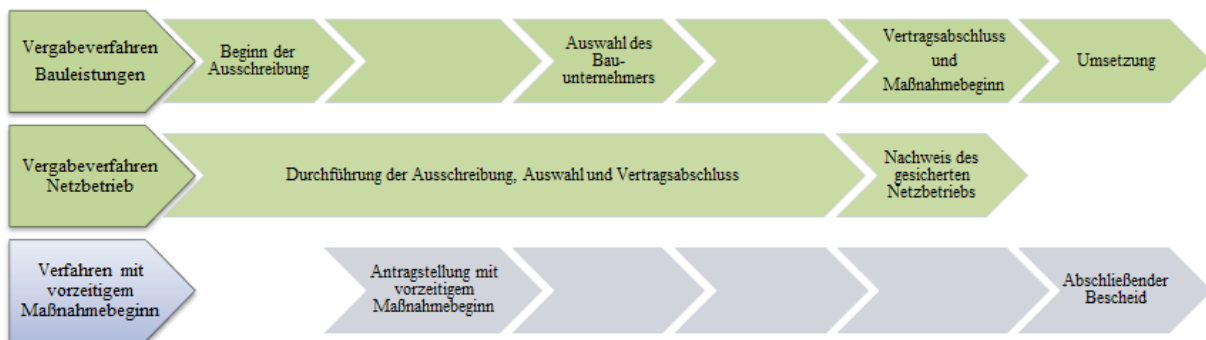 Vergabeverfahren
Bauleistungen
Beginn der
Ausschreibung
Auswahl des
Bau-
unternehmers
Vertragsabschluss
und
Maßnahmebeginn
Umsetzung
Vergabeverfahren
Netzbetrieb
Durchführung der Ausschreibung, Auswahl und Vertragsabschluss
Nachweis des
gesicherten
Netzbetriebs
Verfahren mit
vorzeitigem
Maßnahmebeginn
Antragstellung mit
vorzeitigem
Maßnahmebeginn
Abschließender
Bescheid